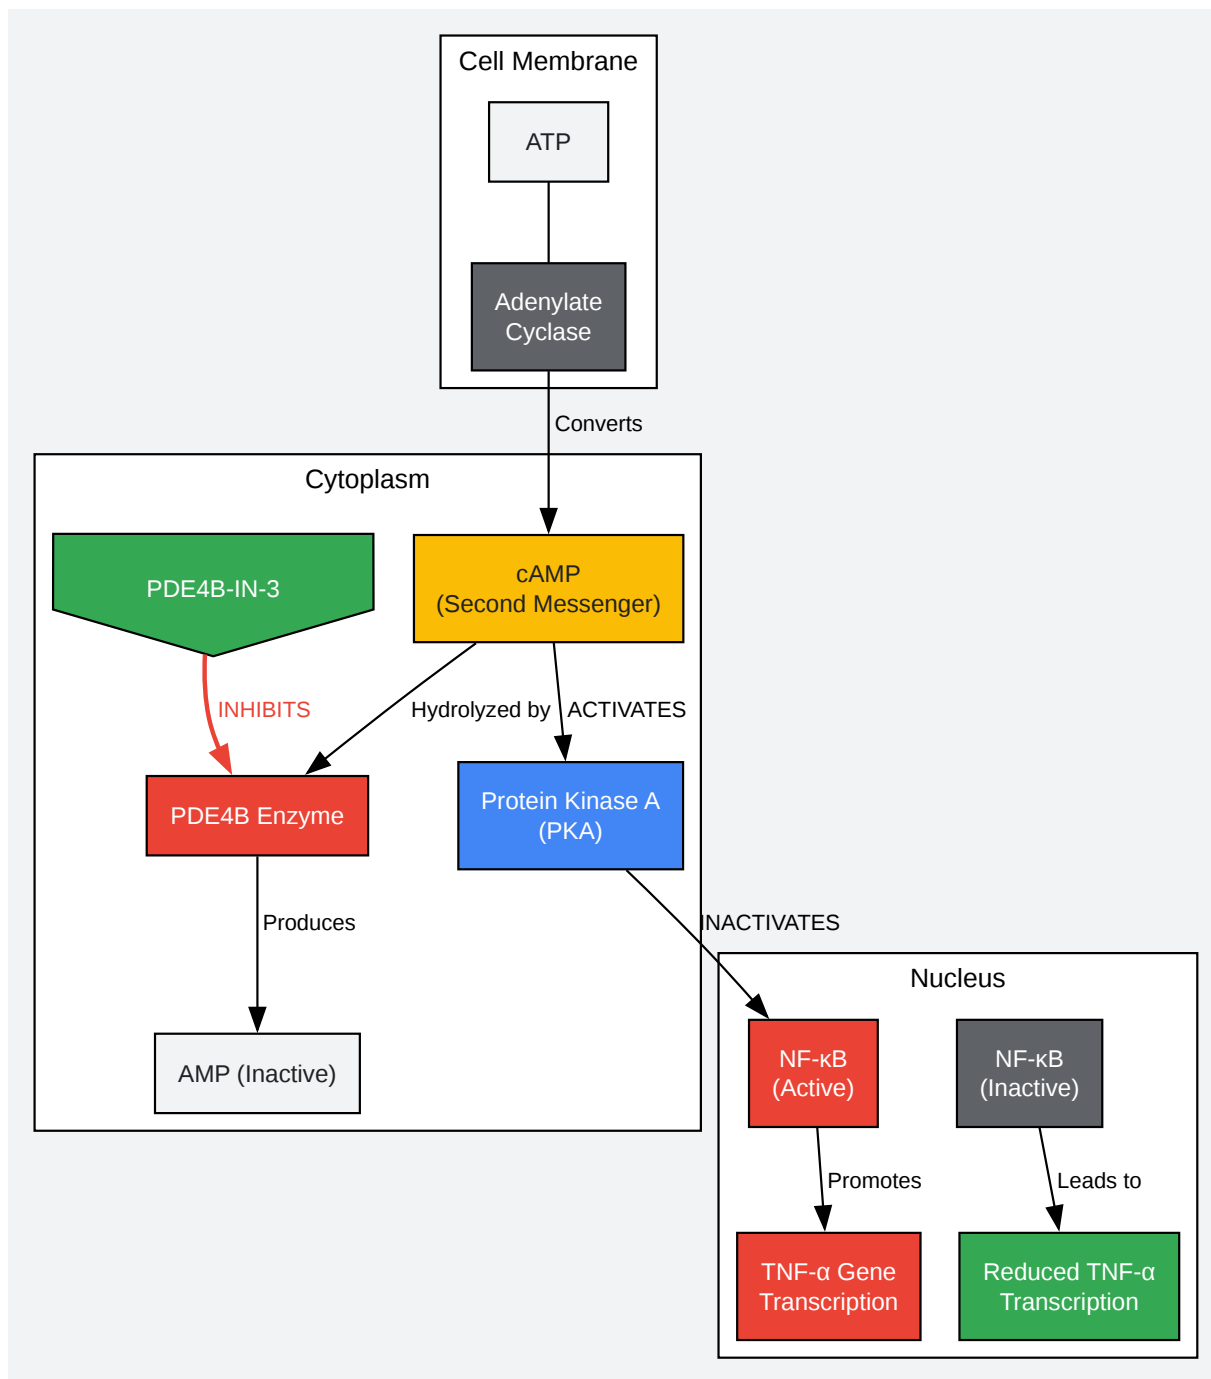 Cell Membrane
ATP
Adenylate
Cyclase
Converts
Cytoplasm
PDE4B-IN-3
cAMP
(Second Messenger)
INHIBITS
Hydrolyzed by
ACTIVATES
PDE4B Enzyme
Protein Kinase A
(PKA)
Produces
INACTIVATES
AMP (Inactive)
Nucleus
NF-κB
(Active)
NF-κB
(Inactive)
Promotes
Leads to
TNF-α Gene
Transcription
Reduced TNF-α
Transcription